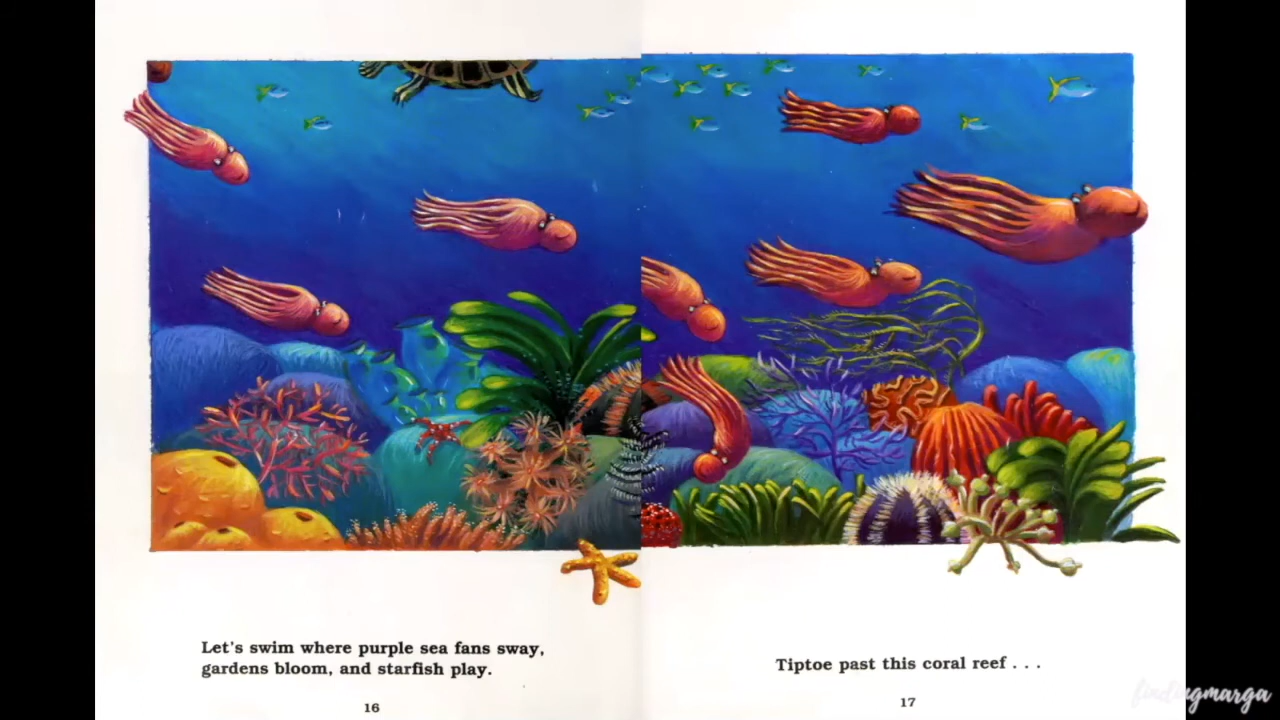 Let's swim where purple sea fans sway,
gardens bloom, and starfish play.
16
Tiptoe past this coral reef . . .
17
findingmarga